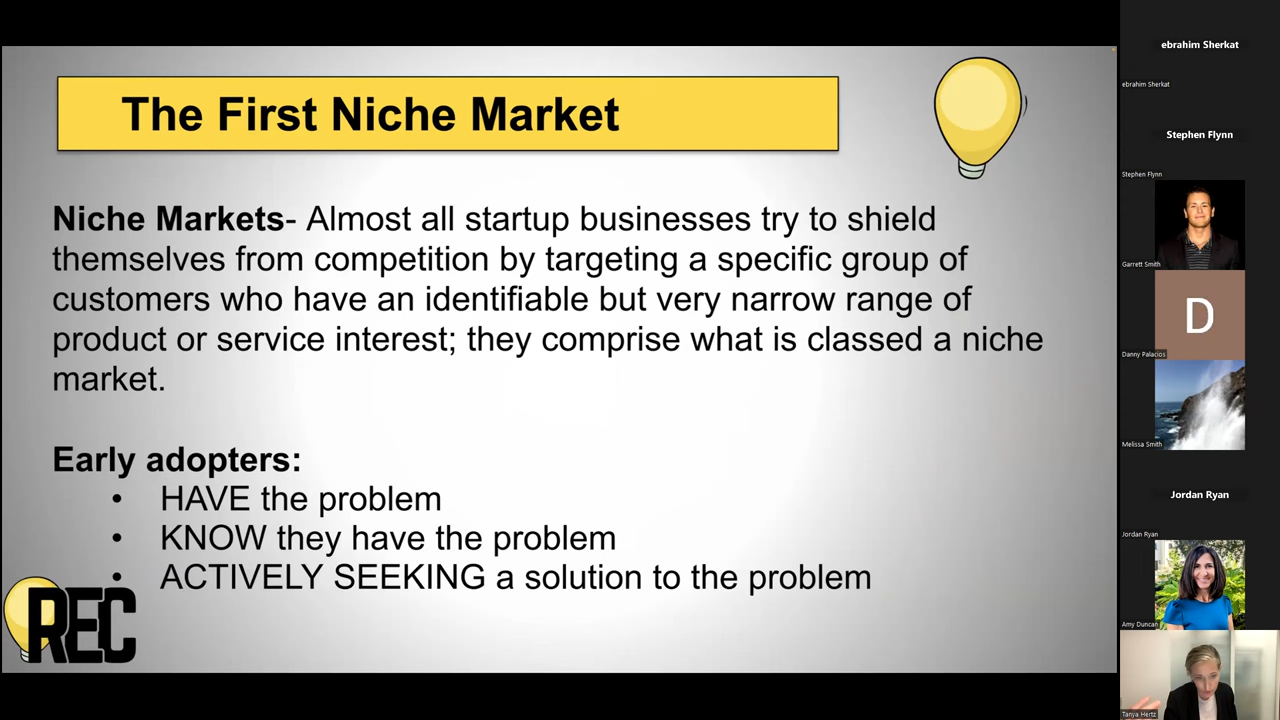 The First Niche Market
Niche Markets- Almost all startup businesses try to shield
themselves from competition by targeting a specific group of
customers who have an identifiable but very narrow range of
product or service interest; they comprise what is classed a niche
market.
Early adopters:
• HAVE the problem
• KNOW they have the problem
• ACTIVELY SEEKING a solution to the problem
REC
ebrahim Sherkat
ebrahim Sherkat
Stephen Flynn
Stephen Flynn
Garrett Smith
D
Danny Palacios
Melissa Smith
Jordan Ryan
Jordan Ryan
Amy Duncan
Tanya Hertz